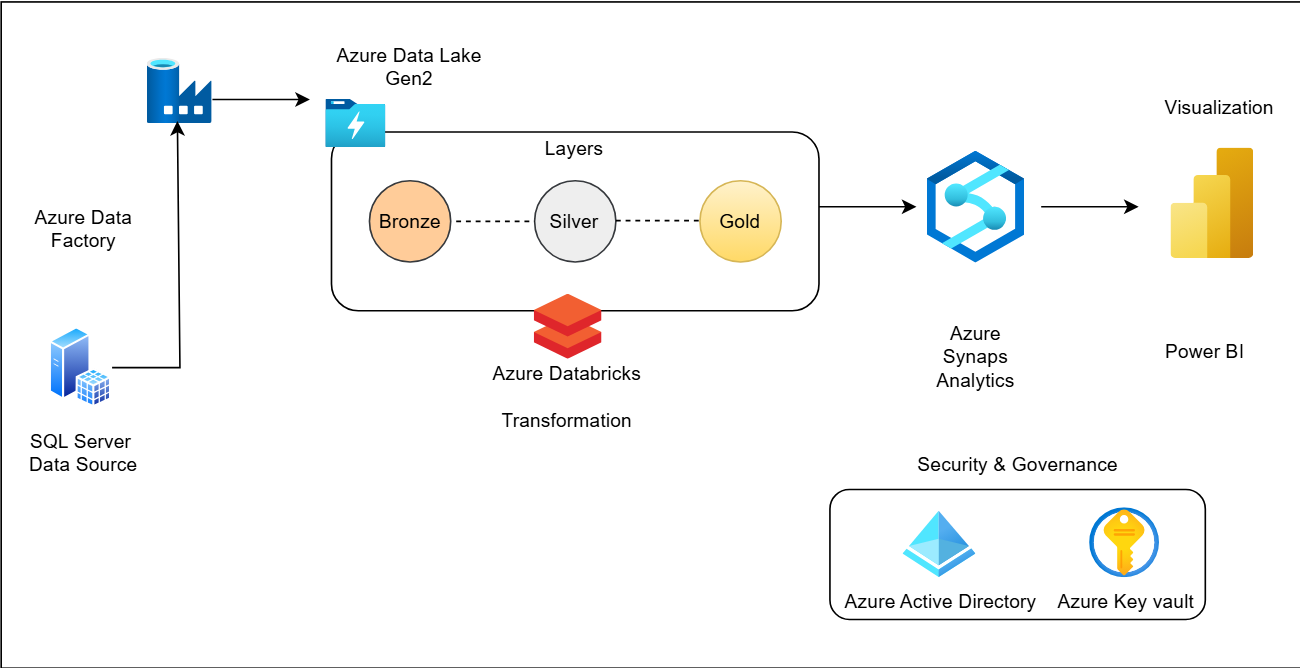 Azure Data Lake
Gen2
Visualization
Layers
Bronze
Silver
Gold
Azure Data
Factory
Azure
Synaps
Analytics
Power BI
Azure Databricks
Transformation
SQL Server
Data Source
Security & Governance
Azure Active Directory
Azure Key vault